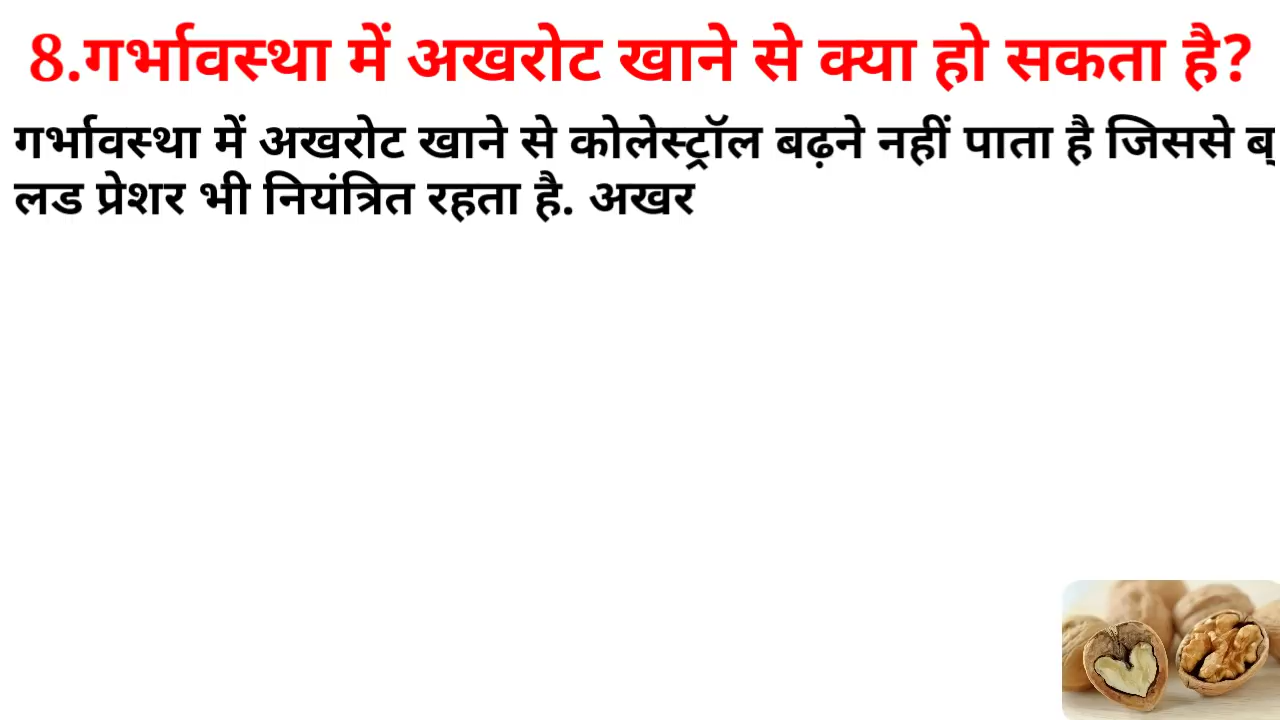 8.गर्भावस्था में अखरोट खाने से क्या हो सकता है?
गर्भावस्था में अखरोट खाने से कोलेस्ट्रॉल बढ़ने नहीं पाता है जिससे ब्
लड प्रेशर भी नियंत्रित रहता है. अखर